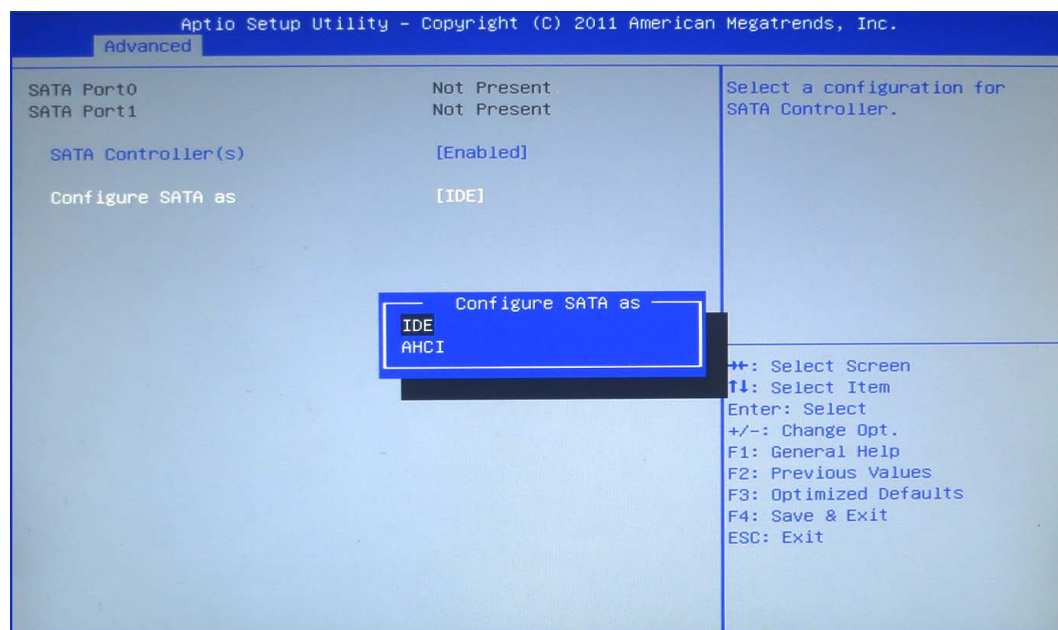 Aptio Setup Utility – Copyright (C) 2011 American Megatrends, Inc.
Advanced
SATA Port0 Not Present
SATA Port1 Not Present
SATA Controller(s) [Enabled]
Configure SATA as [IDE]
Select a configuration for
SATA Controller.
Configure SATA as
IDE
AHCI
→←: Select Screen
↑↓: Select Item
Enter: Select
+/-: Change Opt.
F1: General Help
F2: Previous Values
F3: Optimized Defaults
F4: Save & Exit
ESC: Exit